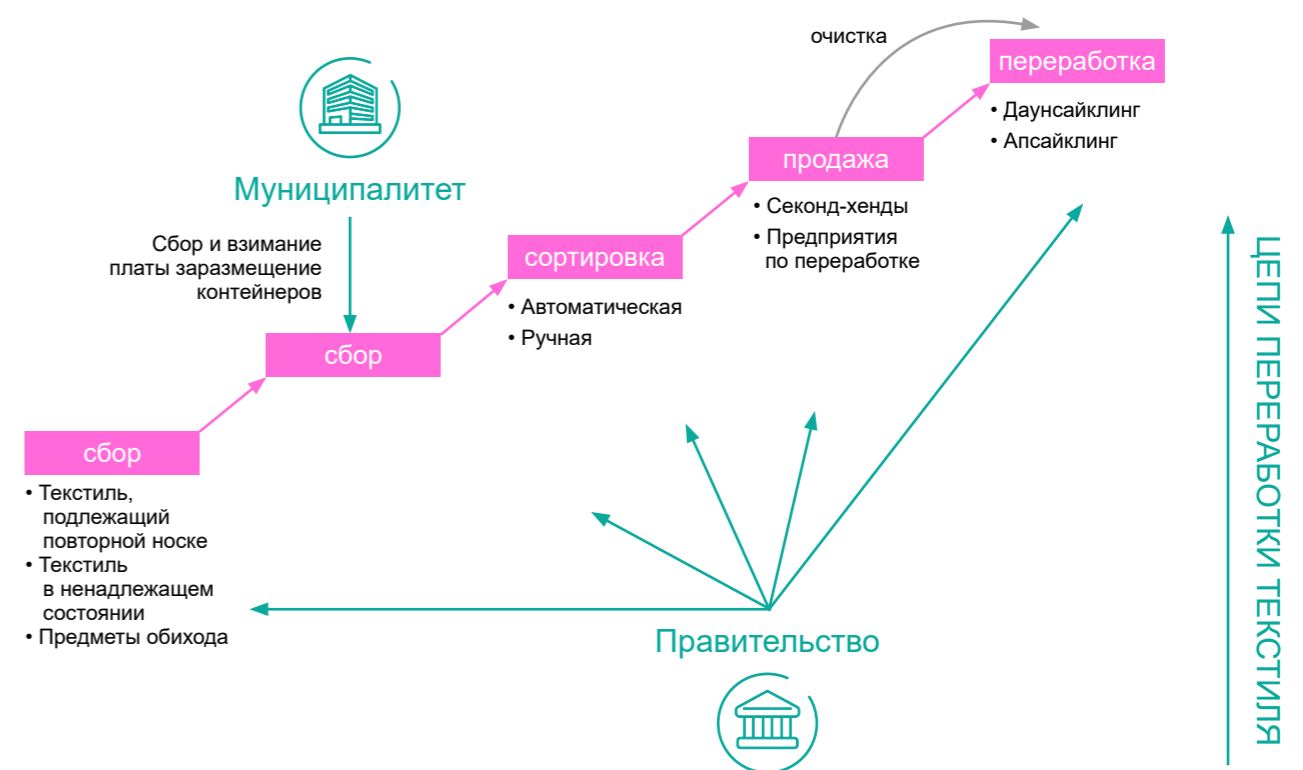 очистка
переработка
• Даунсайклинг
• Апсайклинг
продажа
• Секонд-хенды
• Предприятия
по переработке
Муниципалитет
Сбор и взимание
платы заразмещение
контейнеров
сортировка
• Автоматическая
• Ручная
сбор
сбор
• Текстиль,
подлежащий
повторной носке
• Текстиль
в ненадлежащем
состоянии
• Предметы обихода
Правительство
ЦЕПИ ПЕРЕРАБОТКИ ТЕКСТИЛЯ